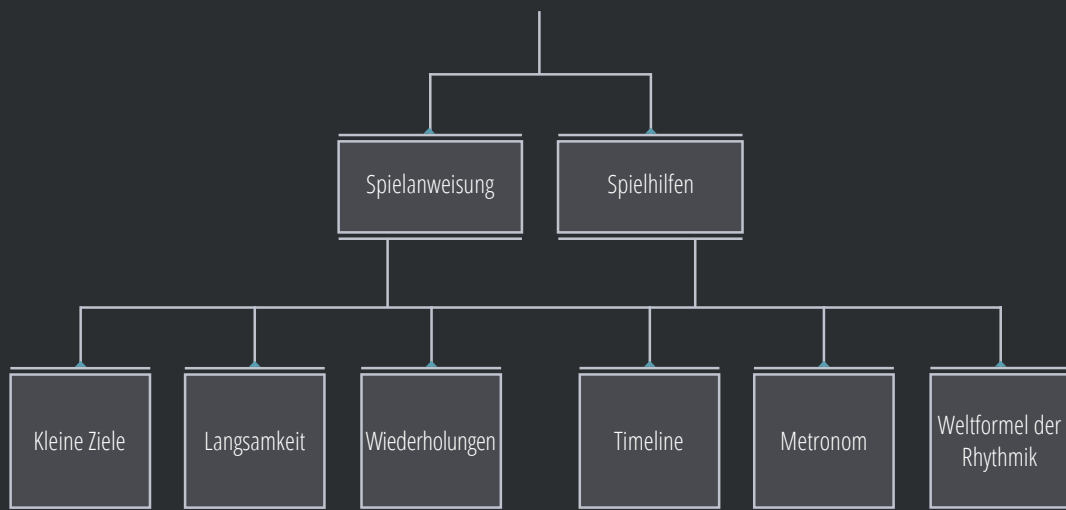 Spielanweisung
Spielhilfen
Kleine Ziele
Langsamkeit
Wiederholungen
Timeline
Metronom
Weltformel der
Rhythmik